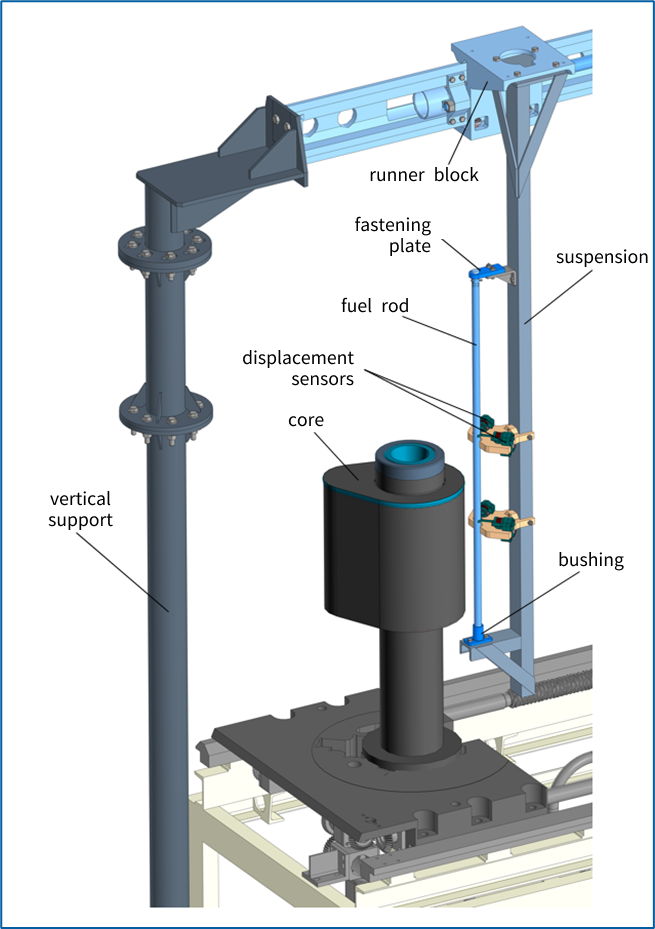 runner block
fastening
plate
suspension
fuel rod
displacement
sensors
core
vertical
support
bushing